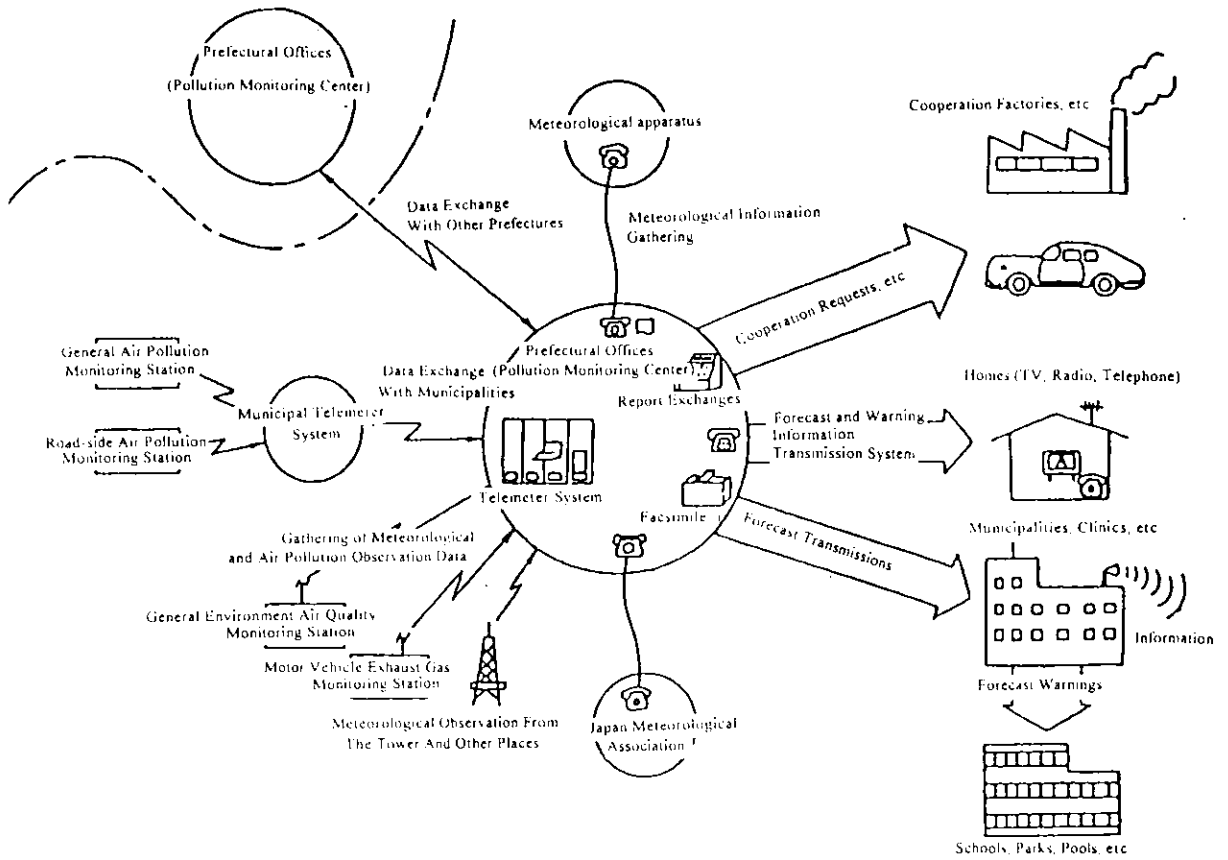 Prefectural Offices
(Pollution Monitoring Center)
Meteorological apparatus
Cooperation Factories, etc
Data Exchange
With Other Prefectures
Meteorological Information
Gathering
Cooperation Requests, etc
General Air Pollution
Monitoring Station
Road-side Air Pollution
Monitoring Station
Municipal Telemeter
System
Data Exchange
With Municipalities
Prefectural Offices
(Pollution Monitoring Center)
Report Exchanges
Telemeter System
Facsimile
Homes (TV, Radio, Telephone)
Forecast and Warning
Information
Transmission System
Forecast Transmissions
Municipalities, Clinics, etc
Information
Gathering of Meteorological
and Air Pollution Observation Data
General Environment Air Quality
Monitoring Station
Motor Vehicle Exhaust Gas
Monitoring Station
Meteorological Observation From
The Tower And Other Places
Japan Meteorological
Association
Forecast Warnings
Schools, Parks, Pools, etc